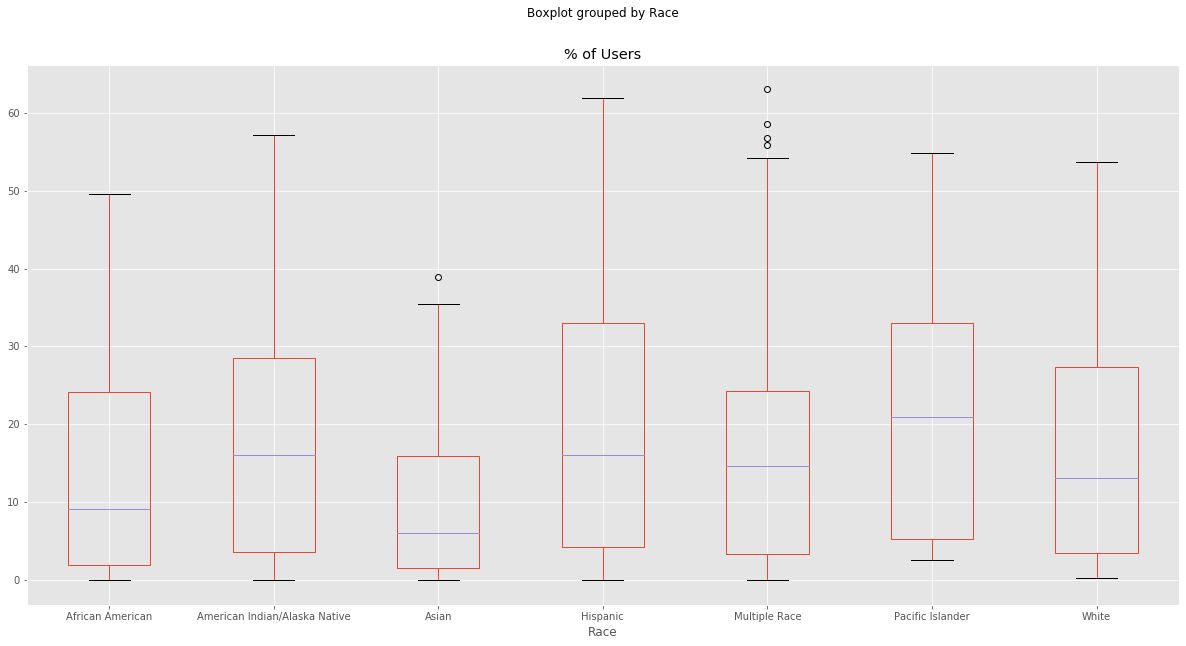 Boxplot grouped by Race
% of Users
60
50
40
30
20
10
0
African American American Indian/Alaska Native Asian Hispanic Multiple Race Pacific Islander White
Race